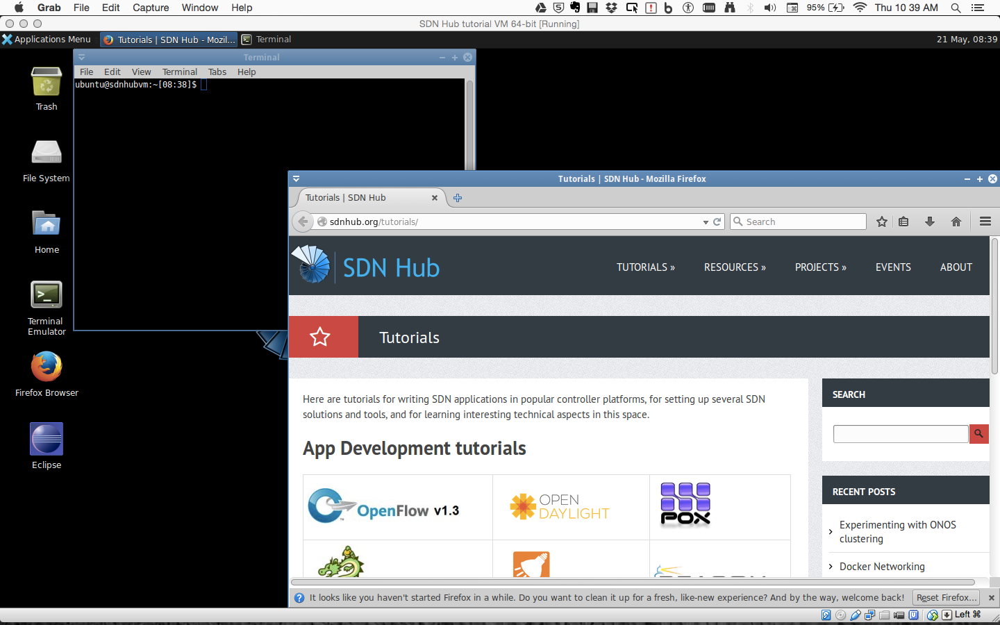 Grab File Edit Capture Window Help 95% Thu 10 39 AM
SDN Hub tutorial VM 64-bit [Running]
Applications Menu Tutorials | SDN Hub - Mozil... Terminal 21 May, 08:39
Terminal
File Edit View Terminal Tabs Help
ubuntu@sdnhubvm:~[08:38]$
Trash
File System
Home
Terminal
Emulator
Firefox Browser
Eclipse
Tutorials | SDN Hub - Mozilla Firefox
Tutorials | SDN Hub
sdnhub.org/tutorials/ Search
SDN Hub TUTORIALS » RESOURCES » PROJECTS » EVENTS ABOUT
Tutorials
Here are tutorials for writing SDN applications in popular controller platforms, for setting up several SDN
solutions and tools, and for learning interesting technical aspects in this space.
App Development tutorials
OpenFlow v1.3
OPEN
DAYLIGHT
POX
SEARCH
RECENT POSTS
Experimenting with ONOS
clustering
Docker Networking
It looks like you haven't started Firefox in a while. Do you want to clean it up for a fresh, like-new experience? And by the way, welcome back! Reset Firefox...
Left ⌘